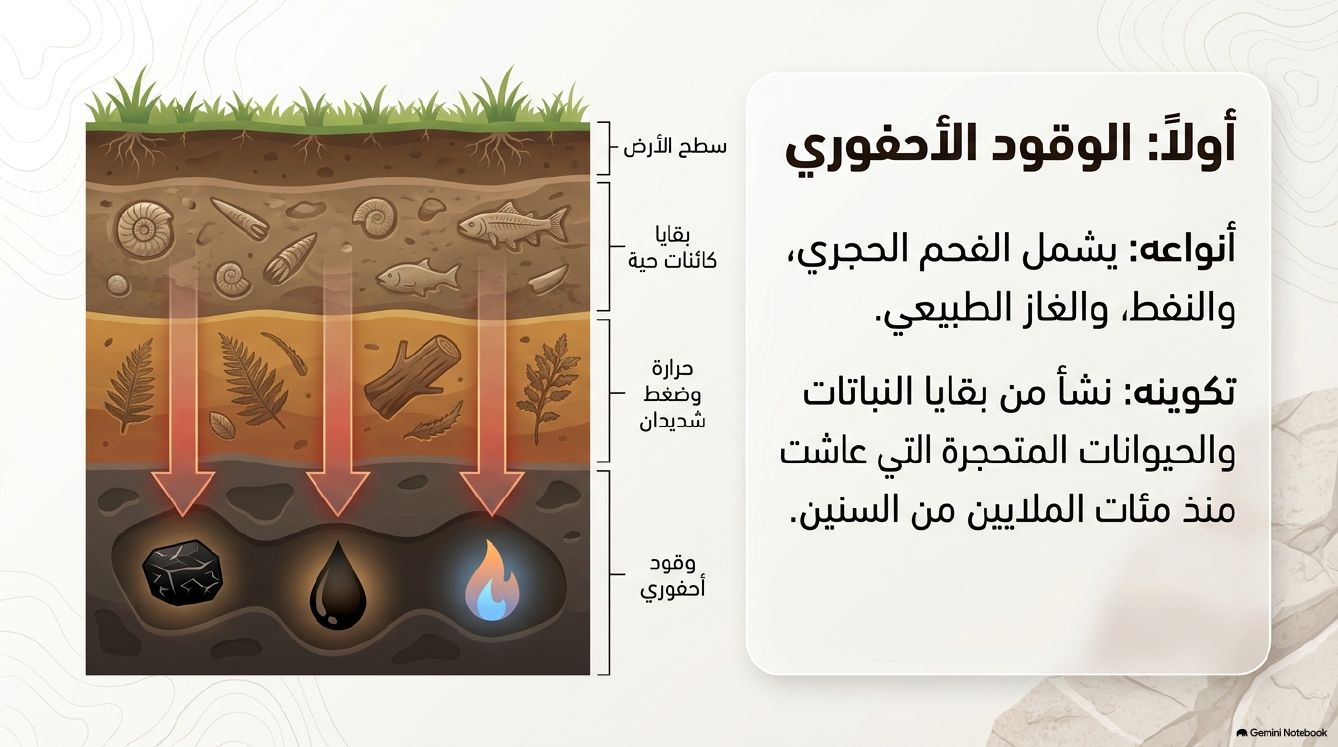 أولاً: الوقود الأحفوري
أنواعه: يشمل الفحم الحجري،
والنفط، والغاز الطبيعي.
تكوينه: نشأ من بقايا النباتات
والحيوانات المتحجرة التي عاشت
منذ مئات الملايين من السنين.
سطح الأرض
بقايا
كائنات حية
حرارة
وضغط
شديدان
وقود
أحفوري
Gemini Notebook